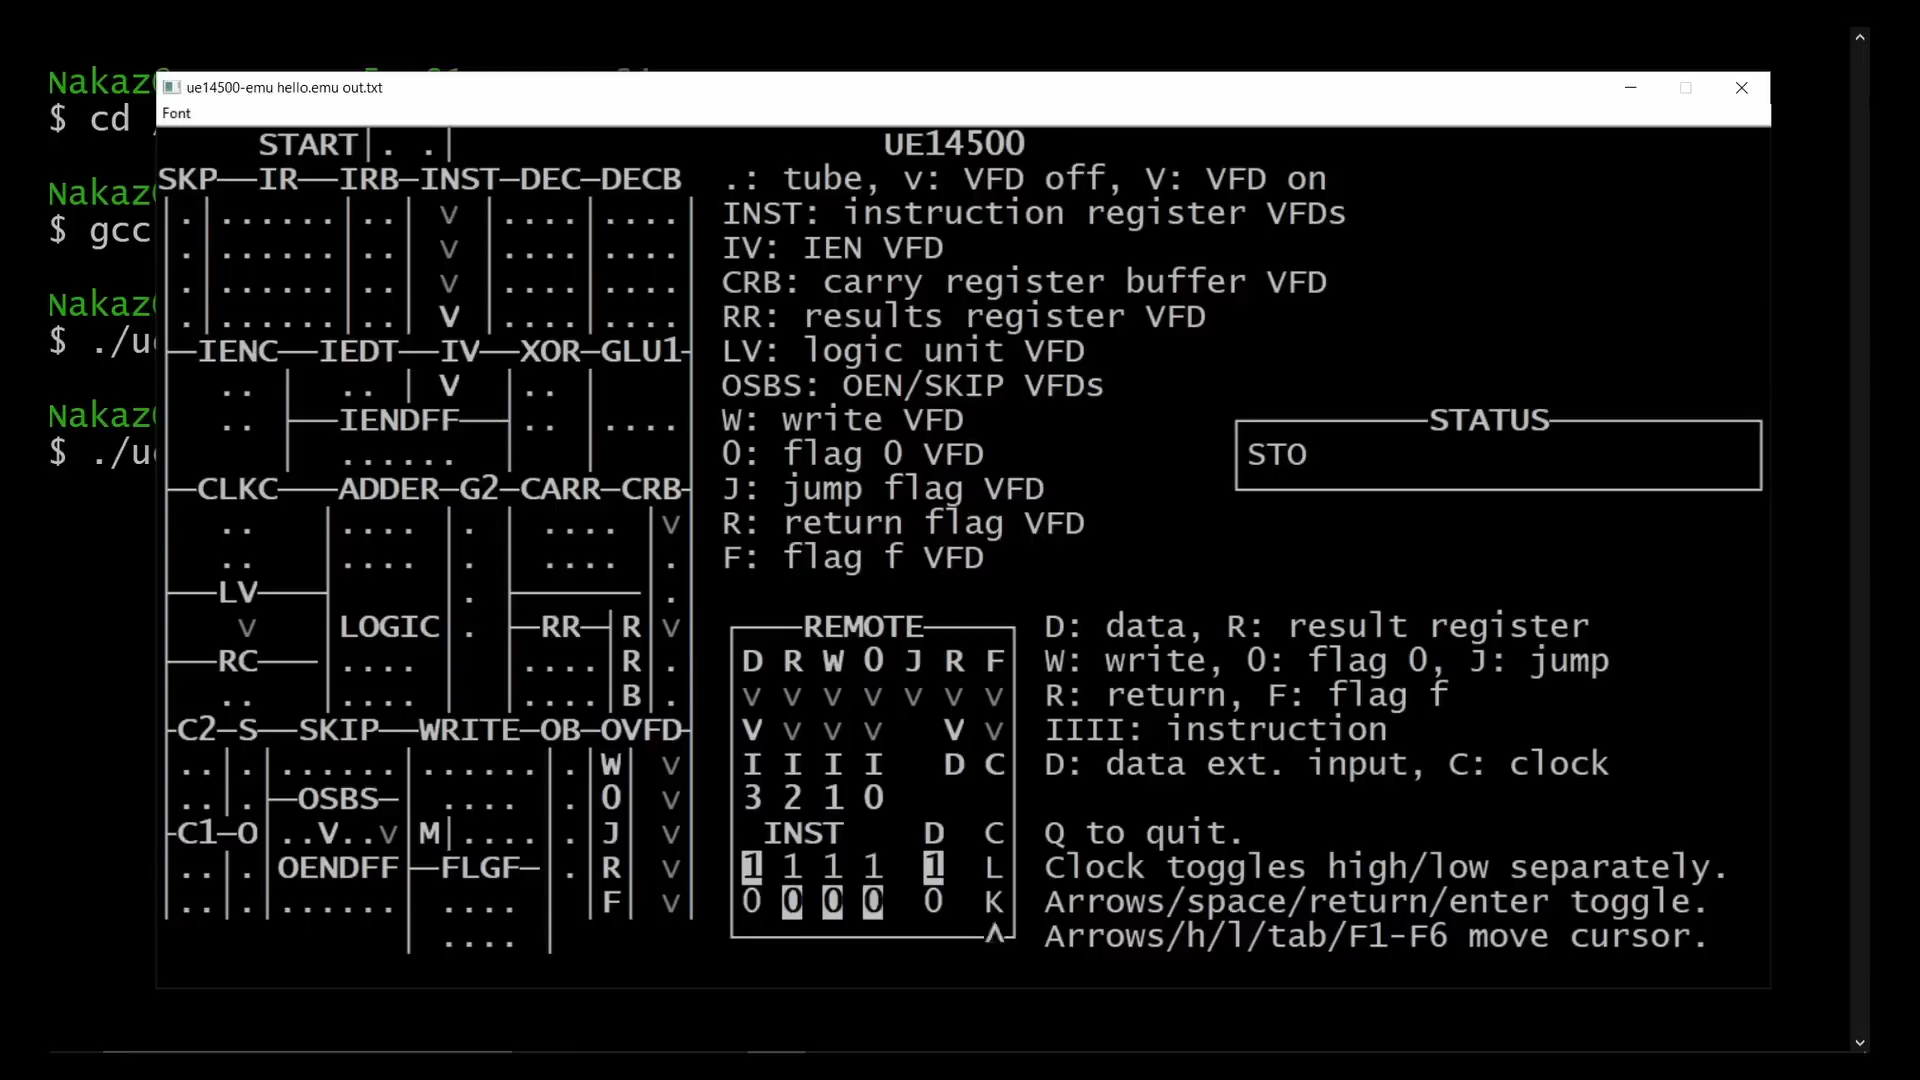 Nakaz
$ cd
Nakaz
$ gcc
Nakaz
$ ./u
Nakaz
$ ./u
ue14500-emu hello.emu out.txt
Font
START|. .| UE14500
SKP IR IRB INST DEC DECB
. ...... .. v .... ....
. ...... .. v .... ....
. ...... .. v .... ....
. ...... .. V .... ....
IENC IEDT IV XOR GLU1
.. .. V ..
.. IENDFF .. ....
......
CLKC ADDER G2 CARR CRB
.. .... . .... v
.. .... . .... .
LV . .
v LOGIC . RR R v
RC .... .... R .
.. .... .... B .
C2 S SKIP WRITE OB OVFD
.. . ...... ...... . W v
.. . OSBS .... . O v
C1 O ..V..v M|.... . J v
.. . OENDFF FLGF . R v
.. . ...... .... F v
....
.: tube, v: VFD off, V: VFD on
INST: instruction register VFDs
IV: IEN VFD
CRB: carry register buffer VFD
RR: results register VFD
LV: logic unit VFD
OSBS: OEN/SKIP VFDs
W: write VFD
O: flag O VFD
J: jump flag VFD
R: return flag VFD
F: flag f VFD
STATUS
STO
REMOTE
D R W O J R F
v v v v v v v
V v v v V v
I I I I D C
3 2 1 0
INST D C
1 1 1 1 1 L
0 0 0 0 0 K
^
D: data, R: result register
W: write, O: flag O, J: jump
R: return, F: flag f
IIII: instruction
D: data ext. input, C: clock
Q to quit.
Clock toggles high/low separately.
Arrows/space/return/enter toggle.
Arrows/h/l/tab/F1-F6 move cursor.